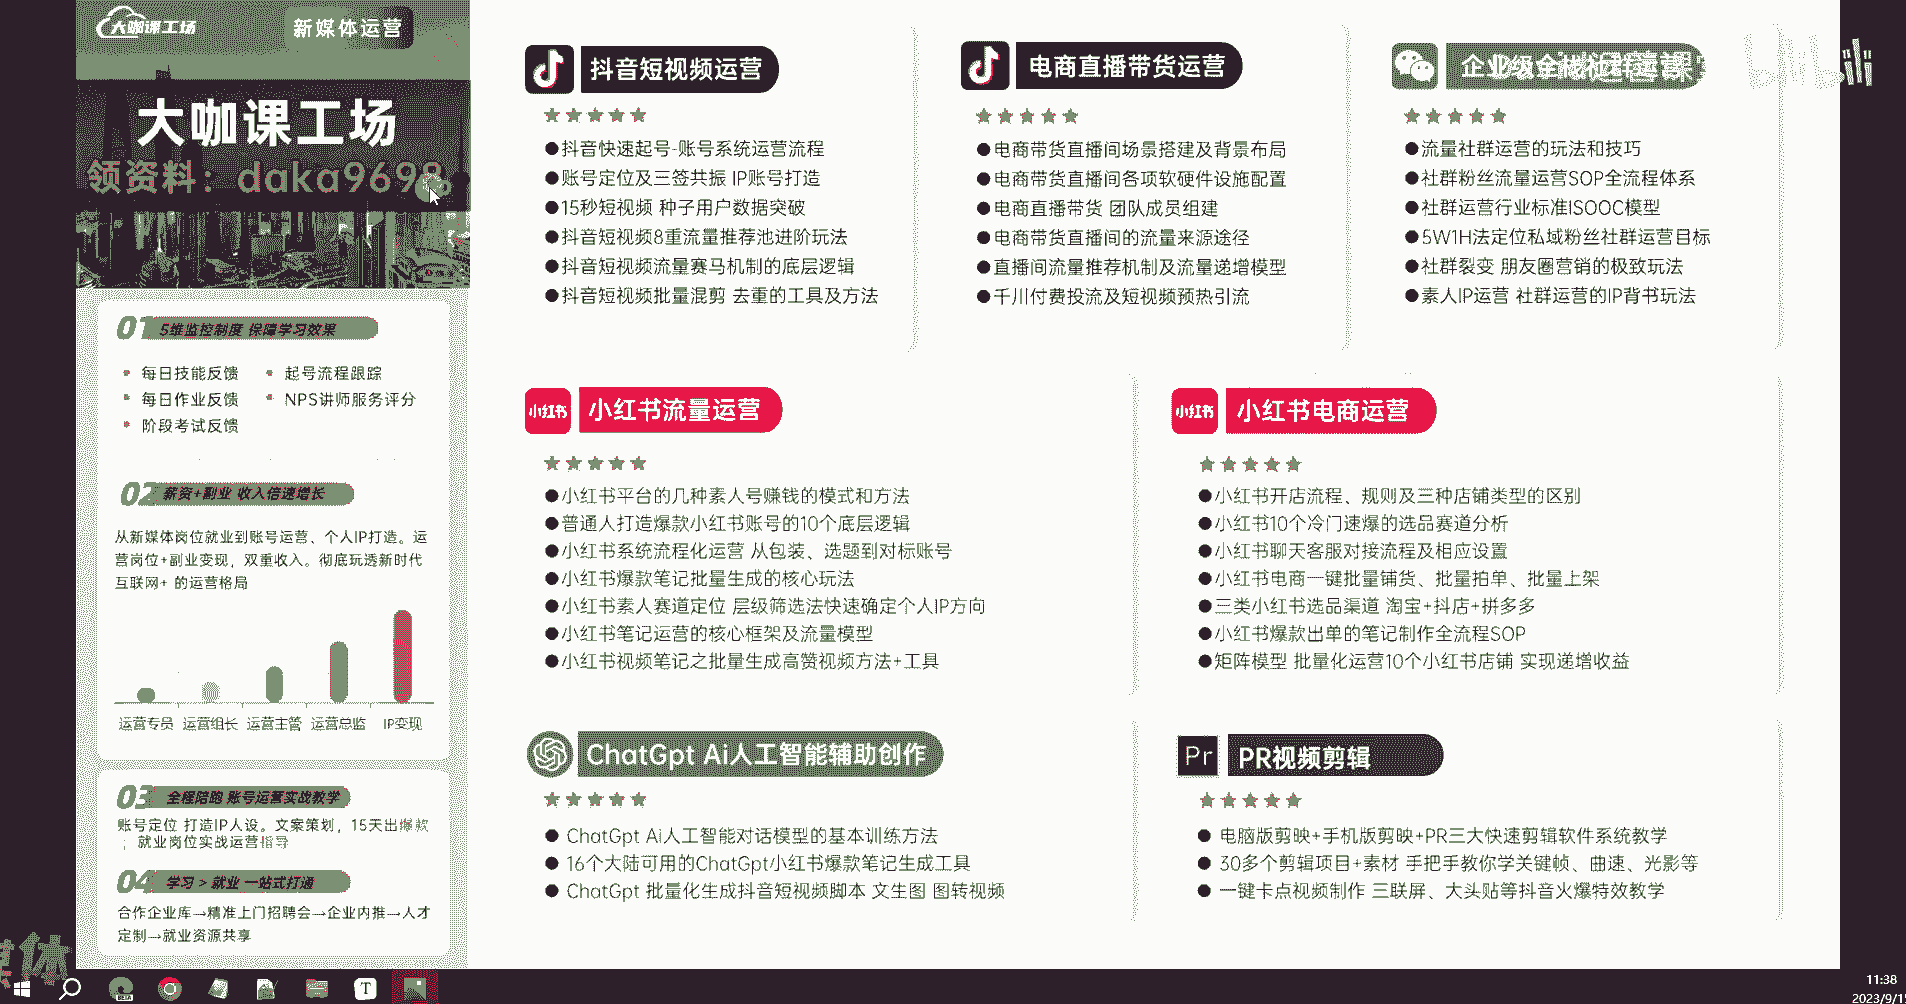 大咖课工场
新媒体运营
大咖课工场
领资料：daka9698
01 5维监控制度 保障学习效果
每日技能反馈
起号流程跟踪
每日作业反馈
NPS讲师服务评分
阶段考试反馈
02 薪资+副业 收入倍速增长
从新媒体岗位就业到账号运营、个人IP打造。运
营岗位+副业变现，双重收入。彻底玩透新时代
互联网+ 的运营格局
运营专员 运营组长 运营主管 运营总监 IP变现
03 全程陪跑 账号运营实战教学
账号定位 打造IP人设。文案策划，15天出爆款
；就业岗位实战运营指导
04 学习 > 就业 一站式打通
合作企业库→精准上门招聘会→企业内推→人才
定制→就业资源共享
抖音短视频运营
●抖音快速起号-账号系统运营流程
●账号定位及三签共振 IP账号打造
●15秒短视频 种子用户数据突破
●抖音短视频8重流量推荐池进阶玩法
●抖音短视频流量赛马机制的底层逻辑
●抖音短视频批量混剪 去重的工具及方法
电商直播带货运营
●电商带货直播间场景搭建及背景布局
●电商带货直播间各项软硬件设施配置
●电商直播带货 团队成员组建
●电商带货直播间的流量来源途径
●直播间流量推荐机制及流量递增模型
●千川付费投流及短视频预热引流
企业级全域社群运营
bilibili
●流量社群运营的玩法和技巧
●社群粉丝流量运营SOP全流程体系
●社群运营行业标准ISOOC模型
●5W1H法定位私域粉丝社群运营目标
●社群裂变 朋友圈营销的极致玩法
●素人IP运营 社群运营的IP背书玩法
小红书 小红书流量运营
●小红书平台的几种素人号赚钱的模式和方法
●普通人打造爆款小红书账号的10个底层逻辑
●小红书系统流程化运营 从包装、选题到对标账号
●小红书爆款笔记批量生成的核心玩法
●小红书素人赛道定位 层级筛选法快速确定个人IP方向
●小红书笔记运营的核心框架及流量模型
●小红书视频笔记之批量生成高赞视频方法+工具
小红书 小红书电商运营
●小红书开店流程、规则及三种店铺类型的区别
●小红书10个冷门速爆的选品赛道分析
●小红书聊天客服对接流程及相应设置
●小红书电商一键批量铺货、批量拍单、批量上架
●三类小红书选品渠道 淘宝+抖店+拼多多
●小红书爆款出单的笔记制作全流程SOP
●矩阵模型 批量化运营10个小红书店铺 实现递增收益
ChatGpt Ai人工智能辅助创作
● ChatGpt Ai人工智能对话模型的基本训练方法
● 16个大陆可用的ChatGpt小红书爆款笔记生成工具
● ChatGpt 批量化生成抖音短视频脚本 文生图 图转视频
Pr PR视频剪辑
● 电脑版剪映+手机版剪映+PR三大快速剪辑软件系统教学
● 30多个剪辑项目+素材 手把手教你学关键帧、曲速、光影等
● 一键卡点视频制作 三联屏、大头贴等抖音火爆特效教学
媒体
BETA
T
11:38
2023/9/15